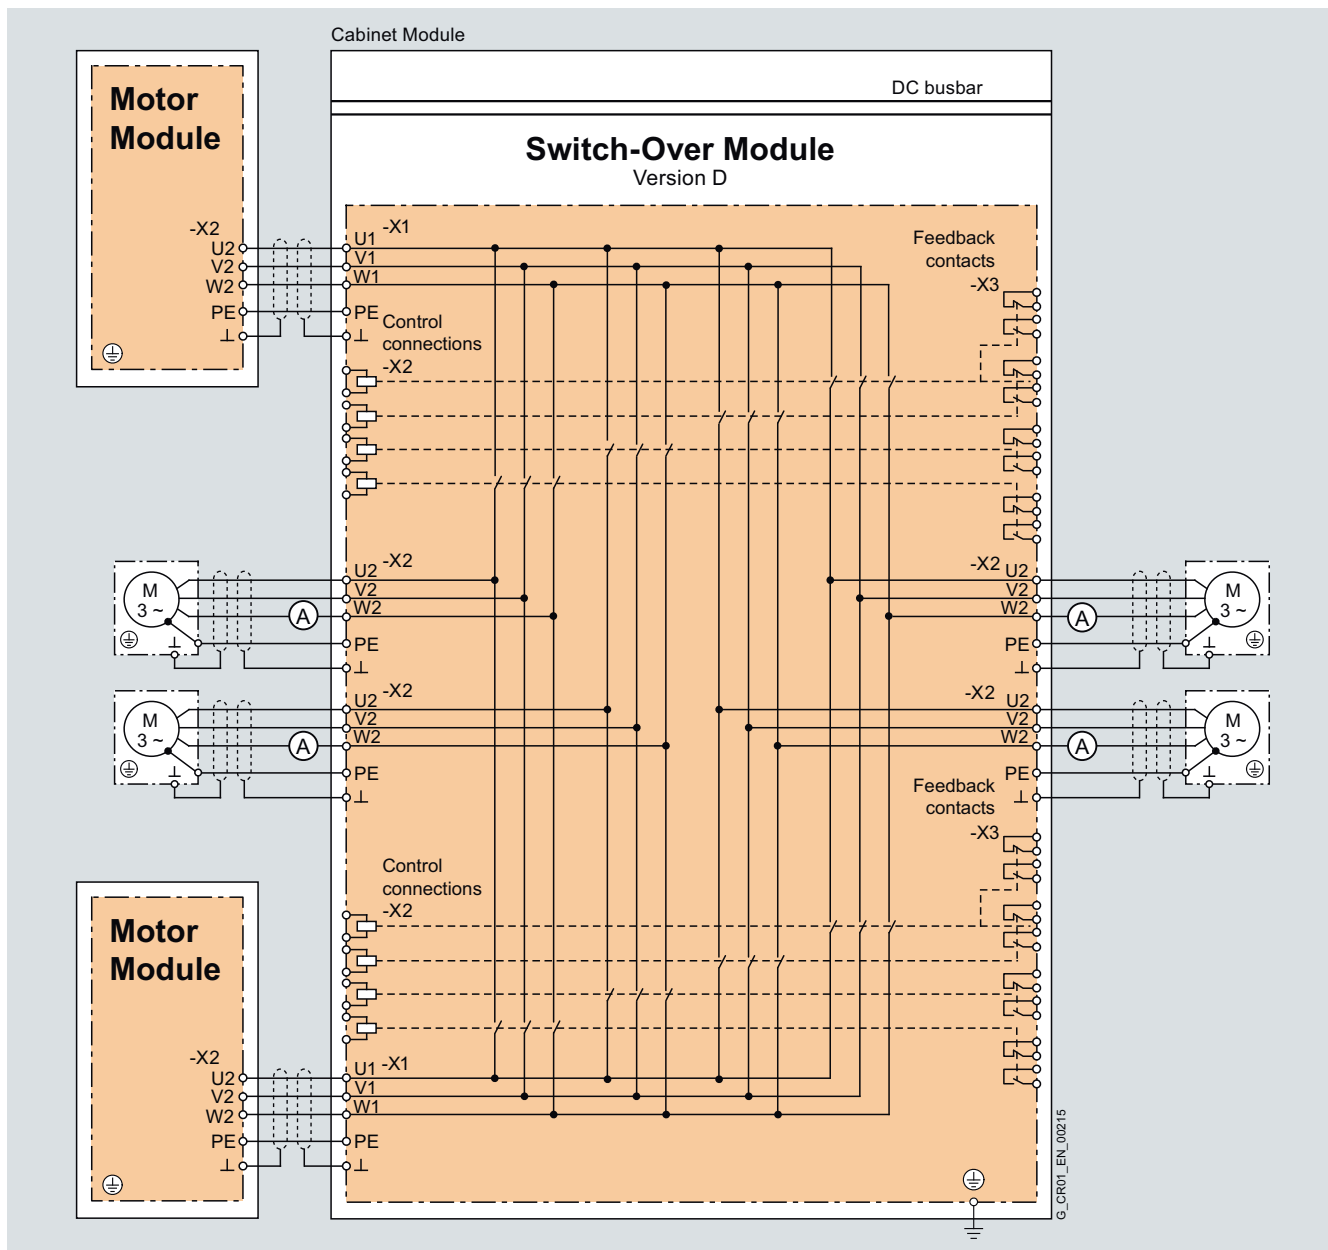 Cabinet Module
DC busbar
Motor
Module
Switch-Over Module
Version D
-X2
U2
V2
W2
PE
-X1
U1
V1
W1
PE
Control
connections
-X2
Feedback
contacts
-X3
M
3 ~
A
-X2
U2
V2
W2
PE
-X2
U2
V2
W2
PE
A
M
3 ~
M
3 ~
A
-X2
U2
V2
W2
PE
-X2
U2
V2
W2
PE
A
M
3 ~
Feedback
contacts
-X3
Control
connections
-X2
Motor
Module
-X2
U2
V2
W2
PE
-X1
U1
V1
W1
PE
G_CR01_EN_00215